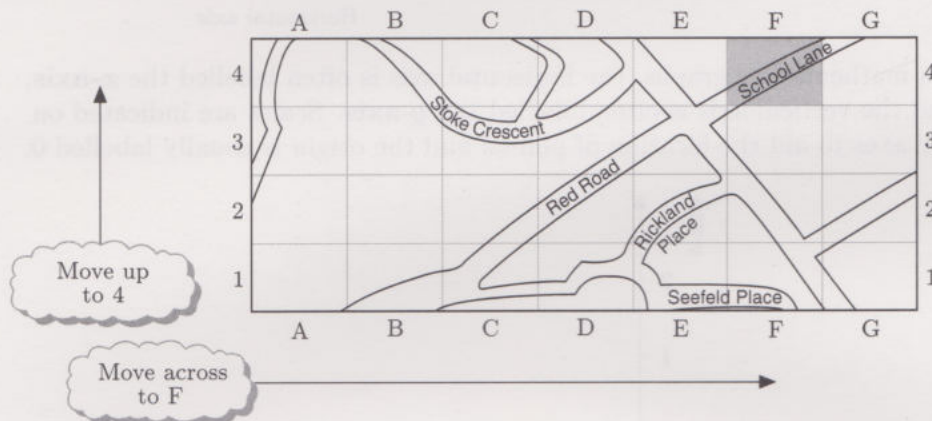 A B C D E F G
4
3
2
1
4
3
2
1
School Lane
Stoke Crescent
Red Road
Rickland
Place
Seefeld Place
A B C D E F G
Move up
to 4
Move across
to F